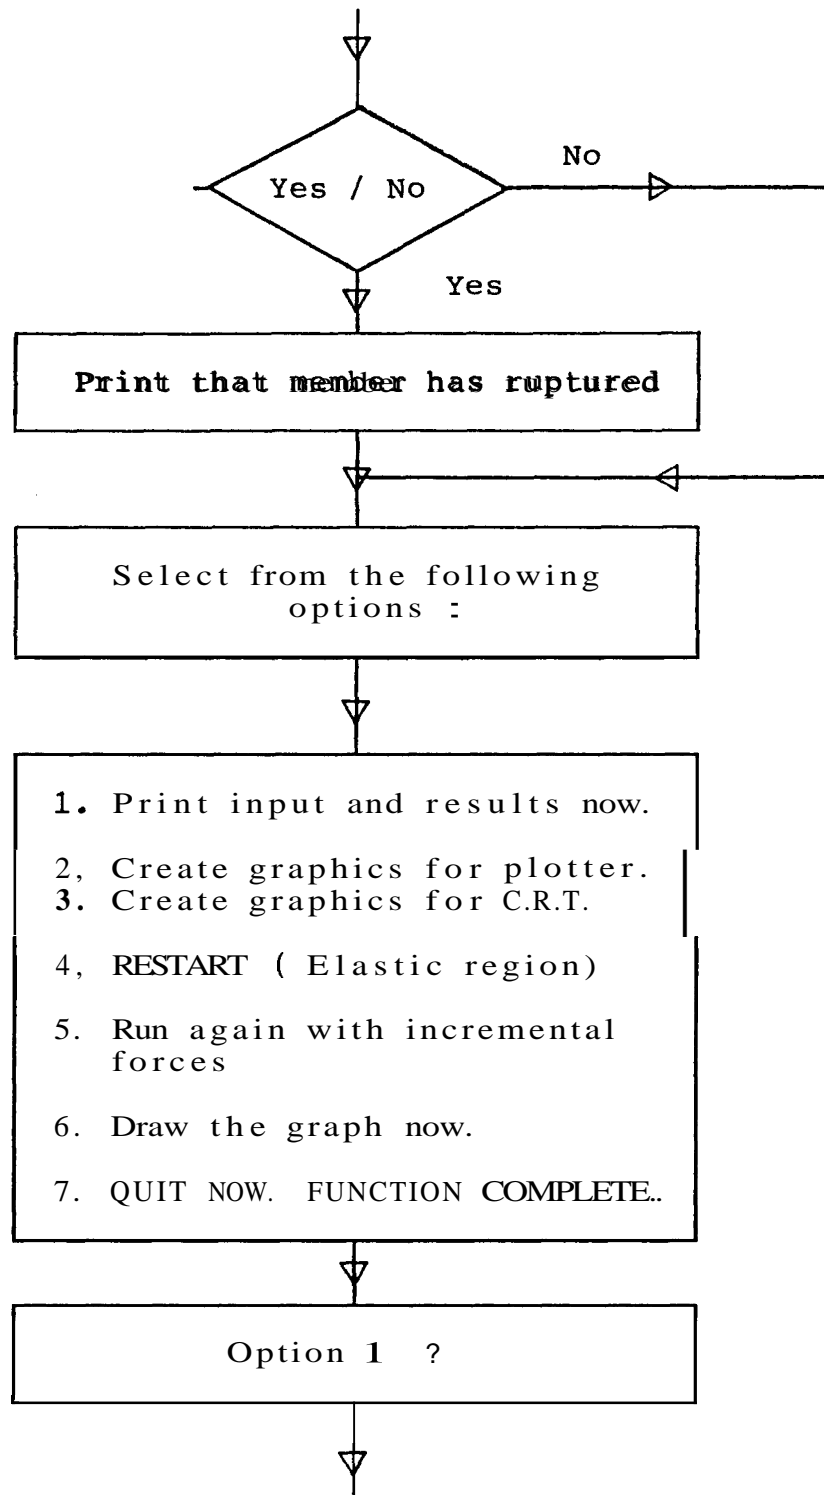 No
Yes / No
Yes
Print that member has ruptured
Select from the following
options :
1. Print input and results now.
2, Create graphics for plotter.
3. Create graphics for C.R.T.
4, RESTART ( Elastic region)
5. Run again with incremental
forces
6. Draw the graph now.
7. QUIT NOW. FUNCTION COMPLETE..
Option 1 ?